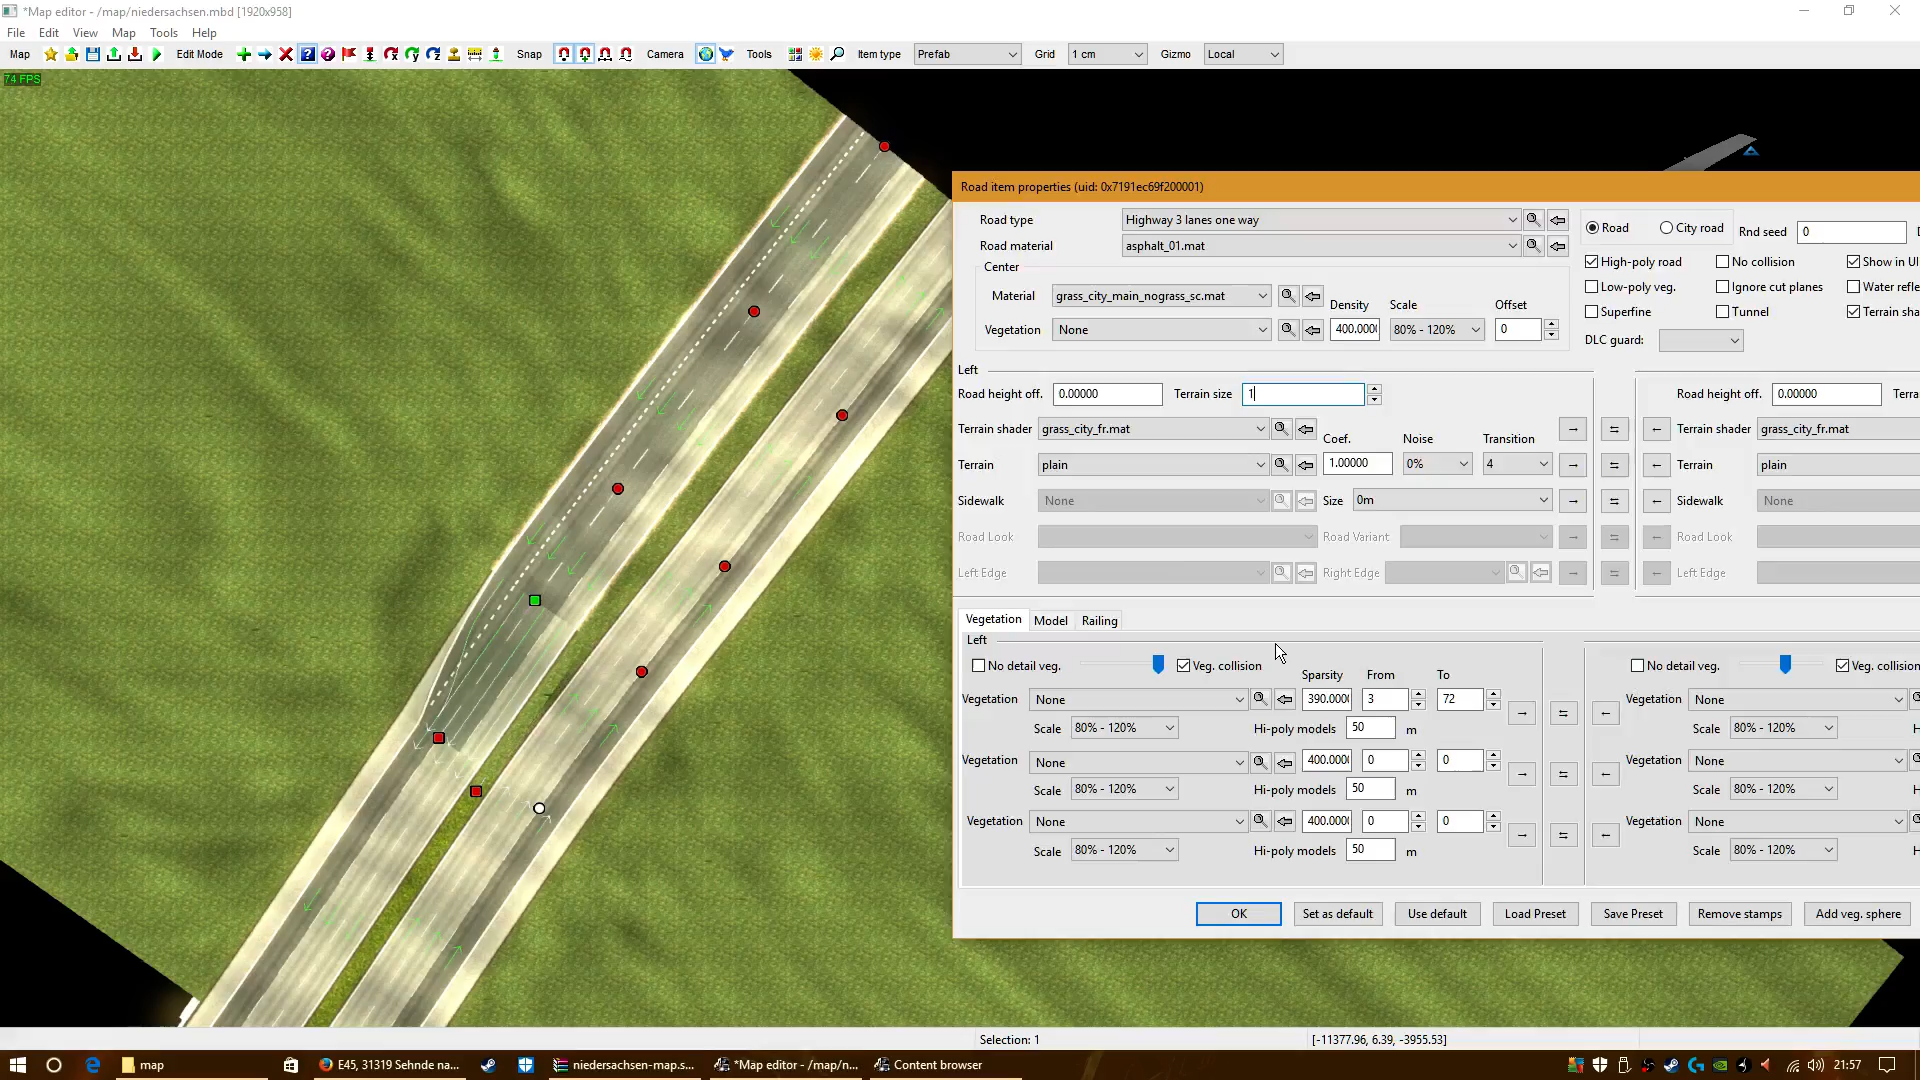 *Map editor - /map/niedersachsen.mbd [1920x958]
File Edit View Map Tools Help
Map Edit Mode Snap Camera Tools Item type Prefab Grid 1 cm Gizmo Local
74 FPS
Road item properties (uid: 0x7191ec69f200001)
Road type Highway 3 lanes one way Road City road Rnd seed 0
Road material asphalt_01.mat
Center High-poly road No collision Show in UI
Material grass_city_main_nograss_sc.mat Density Scale Offset Low-poly veg. Ignore cut planes Water refle
Vegetation None 400.000 80% - 120% 0 Superfine Tunnel Terrain sha
DLC guard:
Left
Road height off. 0.00000 Terrain size 1 Road height off. 0.00000 Terra
Terrain shader grass_city_fr.mat Coef. Noise Transition Terrain shader grass_city_fr.mat
Terrain plain 1.00000 0% 4 Terrain plain
Sidewalk None Size 0m Sidewalk None
Road Look Road Variant Road Look
Left Edge Right Edge Left Edge
Vegetation Model Railing
Left
No detail veg. Veg. collision Sparsity From To No detail veg. Veg. collision
Vegetation None 390.000 3 72 Vegetation None
Scale 80% - 120% Hi-poly models 50 m Scale 80% - 120% H
Vegetation None 400.000 0 0 Vegetation None
Scale 80% - 120% Hi-poly models 50 m Scale 80% - 120% H
Vegetation None 400.000 0 0 Vegetation None
Scale 80% - 120% Hi-poly models 50 m Scale 80% - 120% H
OK Set as default Use default Load Preset Save Preset Remove stamps Add veg. sphere
Selection: 1 [-11377.96, 6.39, -3955.53]
map E45, 31319 Sehnde na... niedersachsen-map.s... *Map editor - /map/n... Content browser 21:57